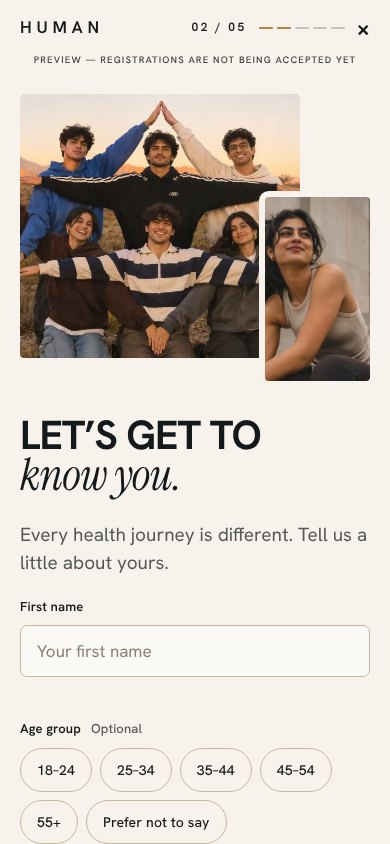 HUMAN
02 / 05
×
PREVIEW — REGISTRATIONS ARE NOT BEING ACCEPTED YET
LET’S GET TO
know you.
Every health journey is different. Tell us a
little about yours.
First name
Your first name
Age group Optional
18–24 25–34 35–44 45–54
55+ Prefer not to say